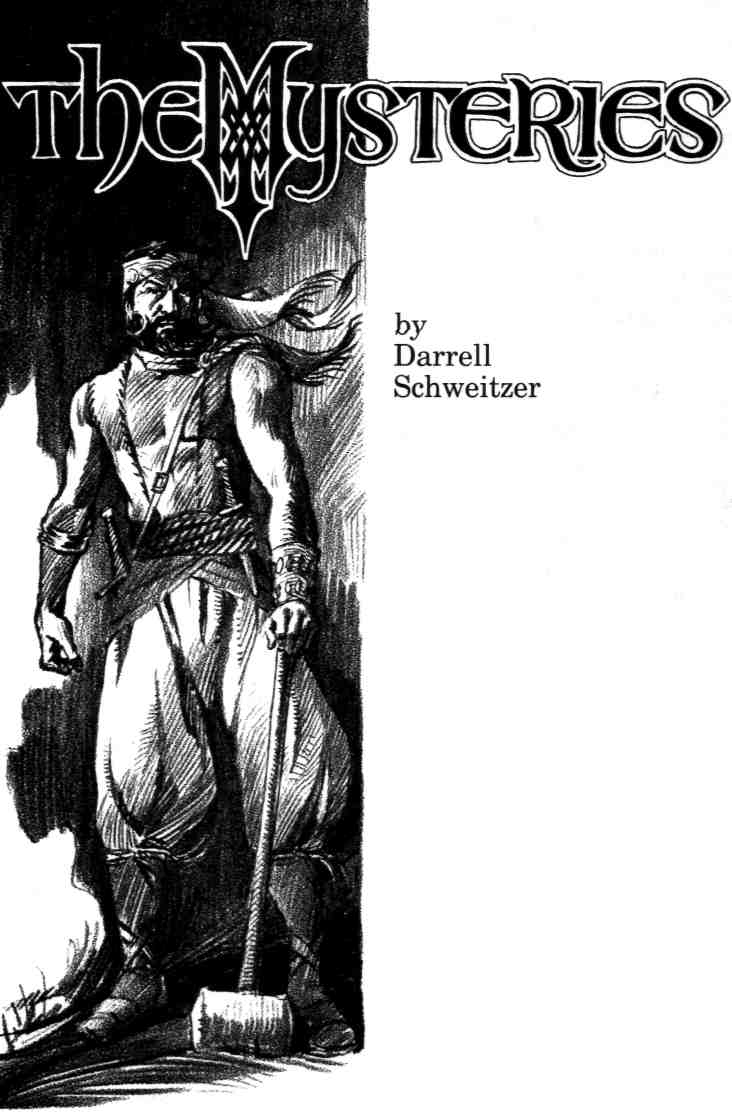 The Mysteries
by
Darrell
Schweitzer